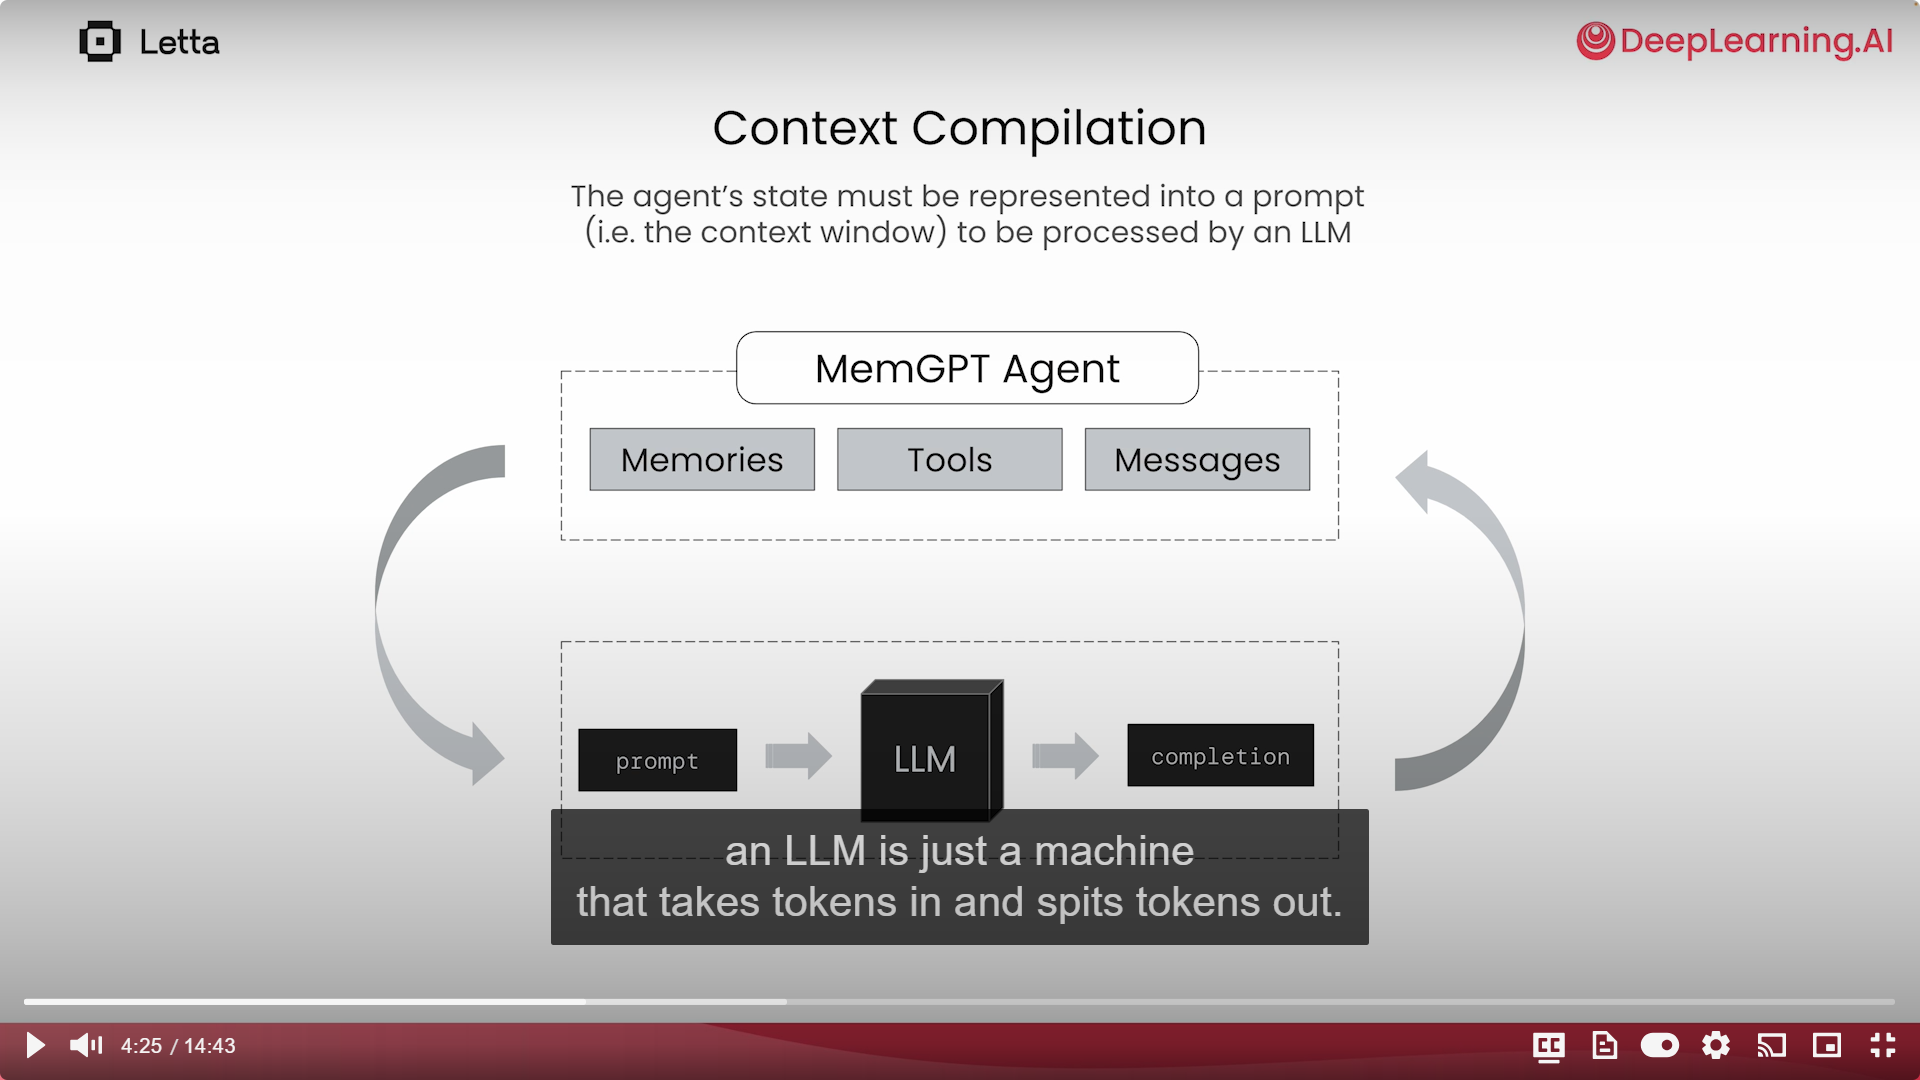 Letta
DeepLearning.AI
Context Compilation
The agent's state must be represented into a prompt
(i.e. the context window) to be processed by an LLM
MemGPT Agent
Memories
Tools
Messages
prompt
LLM
completion
an LLM is just a machine
that takes tokens in and spits tokens out.
4:25 / 14:43
CC